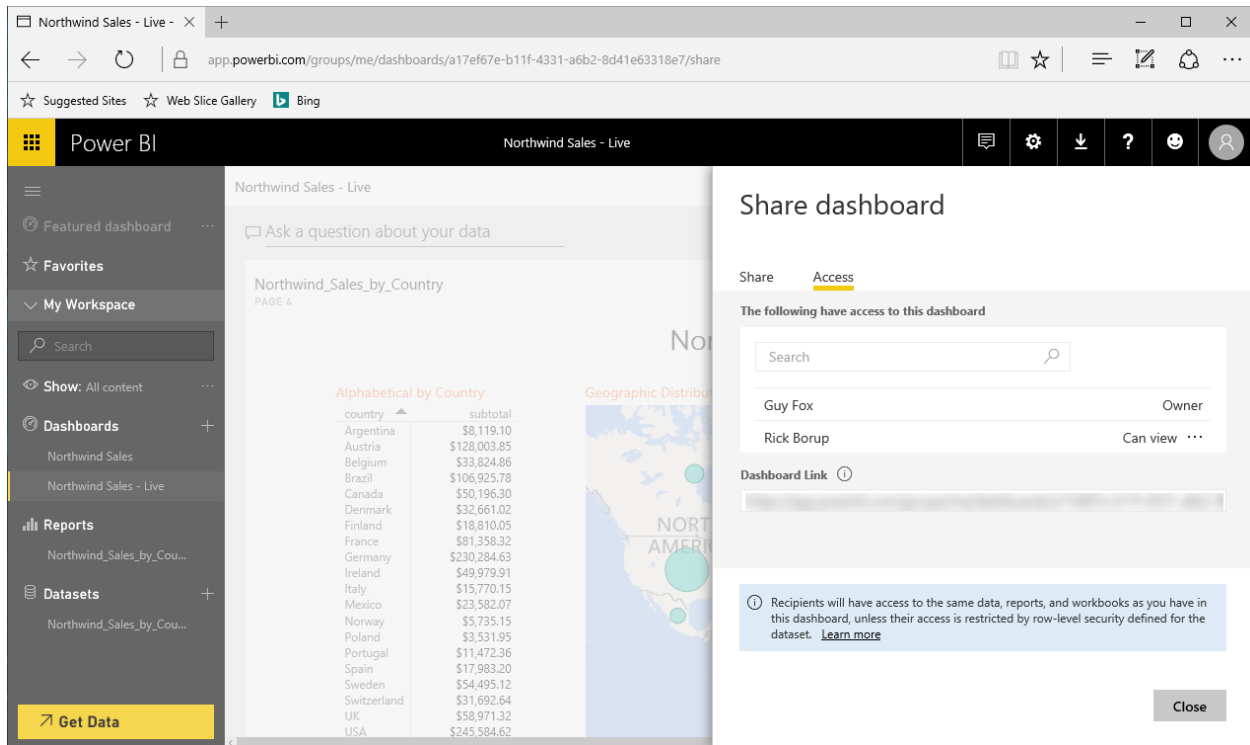 Northwind Sales - Live -
app.powerbi.com/groups/me/dashboards/a17ef67e-b11f-4331-a6b2-8d41e63318e7/share
Suggested Sites Web Slice Gallery Bing
Power BI Northwind Sales - Live
Featured dashboard ...
Favorites
My Workspace
Search
Show: All content ...
Dashboards
Northwind Sales
Northwind Sales - Live
Reports
Northwind_Sales_by_Cou...
Datasets
Northwind_Sales_by_Cou...
Get Data
Northwind Sales - Live
Ask a question about your data
Northwind_Sales_by_Country
PAGE 4
Nor
Alphabetical by Country
country subtotal
Argentina $8,119.10
Austria $128,003.85
Belgium $33,824.86
Brazil $106,925.78
Canada $50,196.30
Denmark $32,661.02
Finland $18,810.05
France $81,358.32
Germany $230,284.63
Ireland $49,979.91
Italy $15,770.15
Mexico $23,582.07
Norway $5,735.15
Poland $3,531.95
Portugal $11,472.36
Spain $17,983.20
Sweden $54,495.12
Switzerland $31,692.64
UK $58,971.32
USA $245,584.62
Geographic Distribut
NORT
AMERI
Share dashboard
Share Access
The following have access to this dashboard
Search
Guy Fox Owner
Rick Borup Can view ...
Dashboard Link
Recipients will have access to the same data, reports, and workbooks as you have in
this dashboard, unless their access is restricted by row-level security defined for the
dataset. Learn more
Close